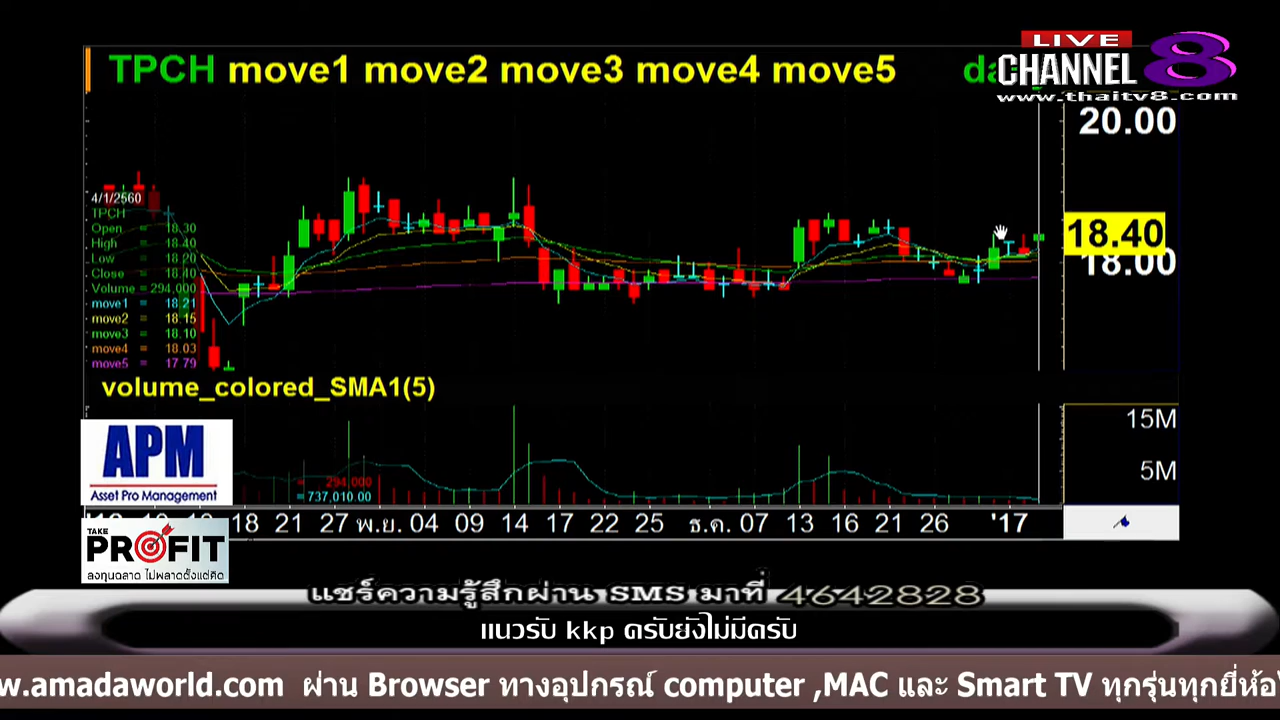 LIVE
CHANNEL 8
www.thaitv8.com
TPCH move1 move2 move3 move4 move5
20.00
18.40
18.00
4/1/2560
TPCH
Open = 18.30
High = 18.40
Low = 18.20
Close = 18.40
Volume = 294,000
move1 = 18.21
move2 = 18.15
move3 = 18.10
move4 = 18.03
move5 = 17.79
volume_colored_SMA1(5)
15M
5M
= 294,000
= 737,010.00
APM
Asset Pro Management
18 21 27 พ.ย. 04 09 14 17 22 25 ธ.ค. 07 13 16 21 26 '17
TAKE
PROFIT
ลงทุนฉลาด ไม่พลาดตั้งแต่คิด
แชร์ความรู้สึกผ่าน SMS มาที่ 4642828
แนวรับ kkp ครับยังไม่มีครับ
w.amadaworld.com ผ่าน Browser ทางอุปกรณ์ computer ,MAC และ Smart TV ทุกรุ่นทุกยี่ห้อ